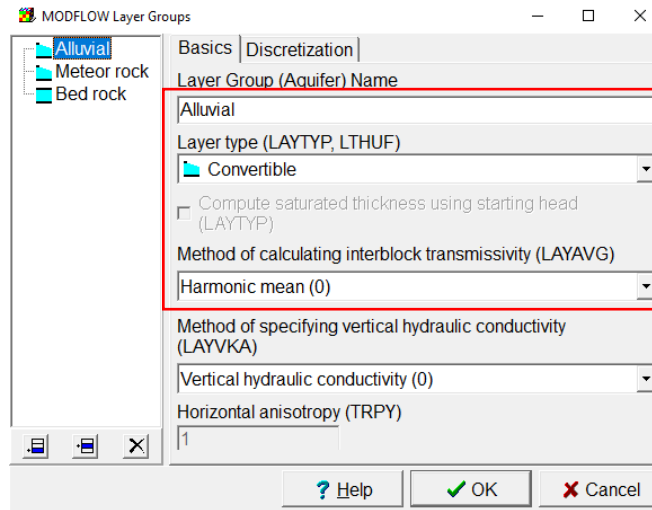 MODFLOW Layer Groups
Alluvial
Meteor rock
Bed rock
Basics
Discretization
Layer Group (Aquifer) Name
Alluvial
Layer type (LAYTYP, LTHUF)
Convertible
Compute saturated thickness using starting head
(LAYTYP)
Method of calculating interblock transmissivity (LAYAVG)
Harmonic mean (0)
Method of specifying vertical hydraulic conductivity
(LAYVKA)
Vertical hydraulic conductivity (0)
Horizontal anisotropy (TRPY)
1
? Help
OK
Cancel